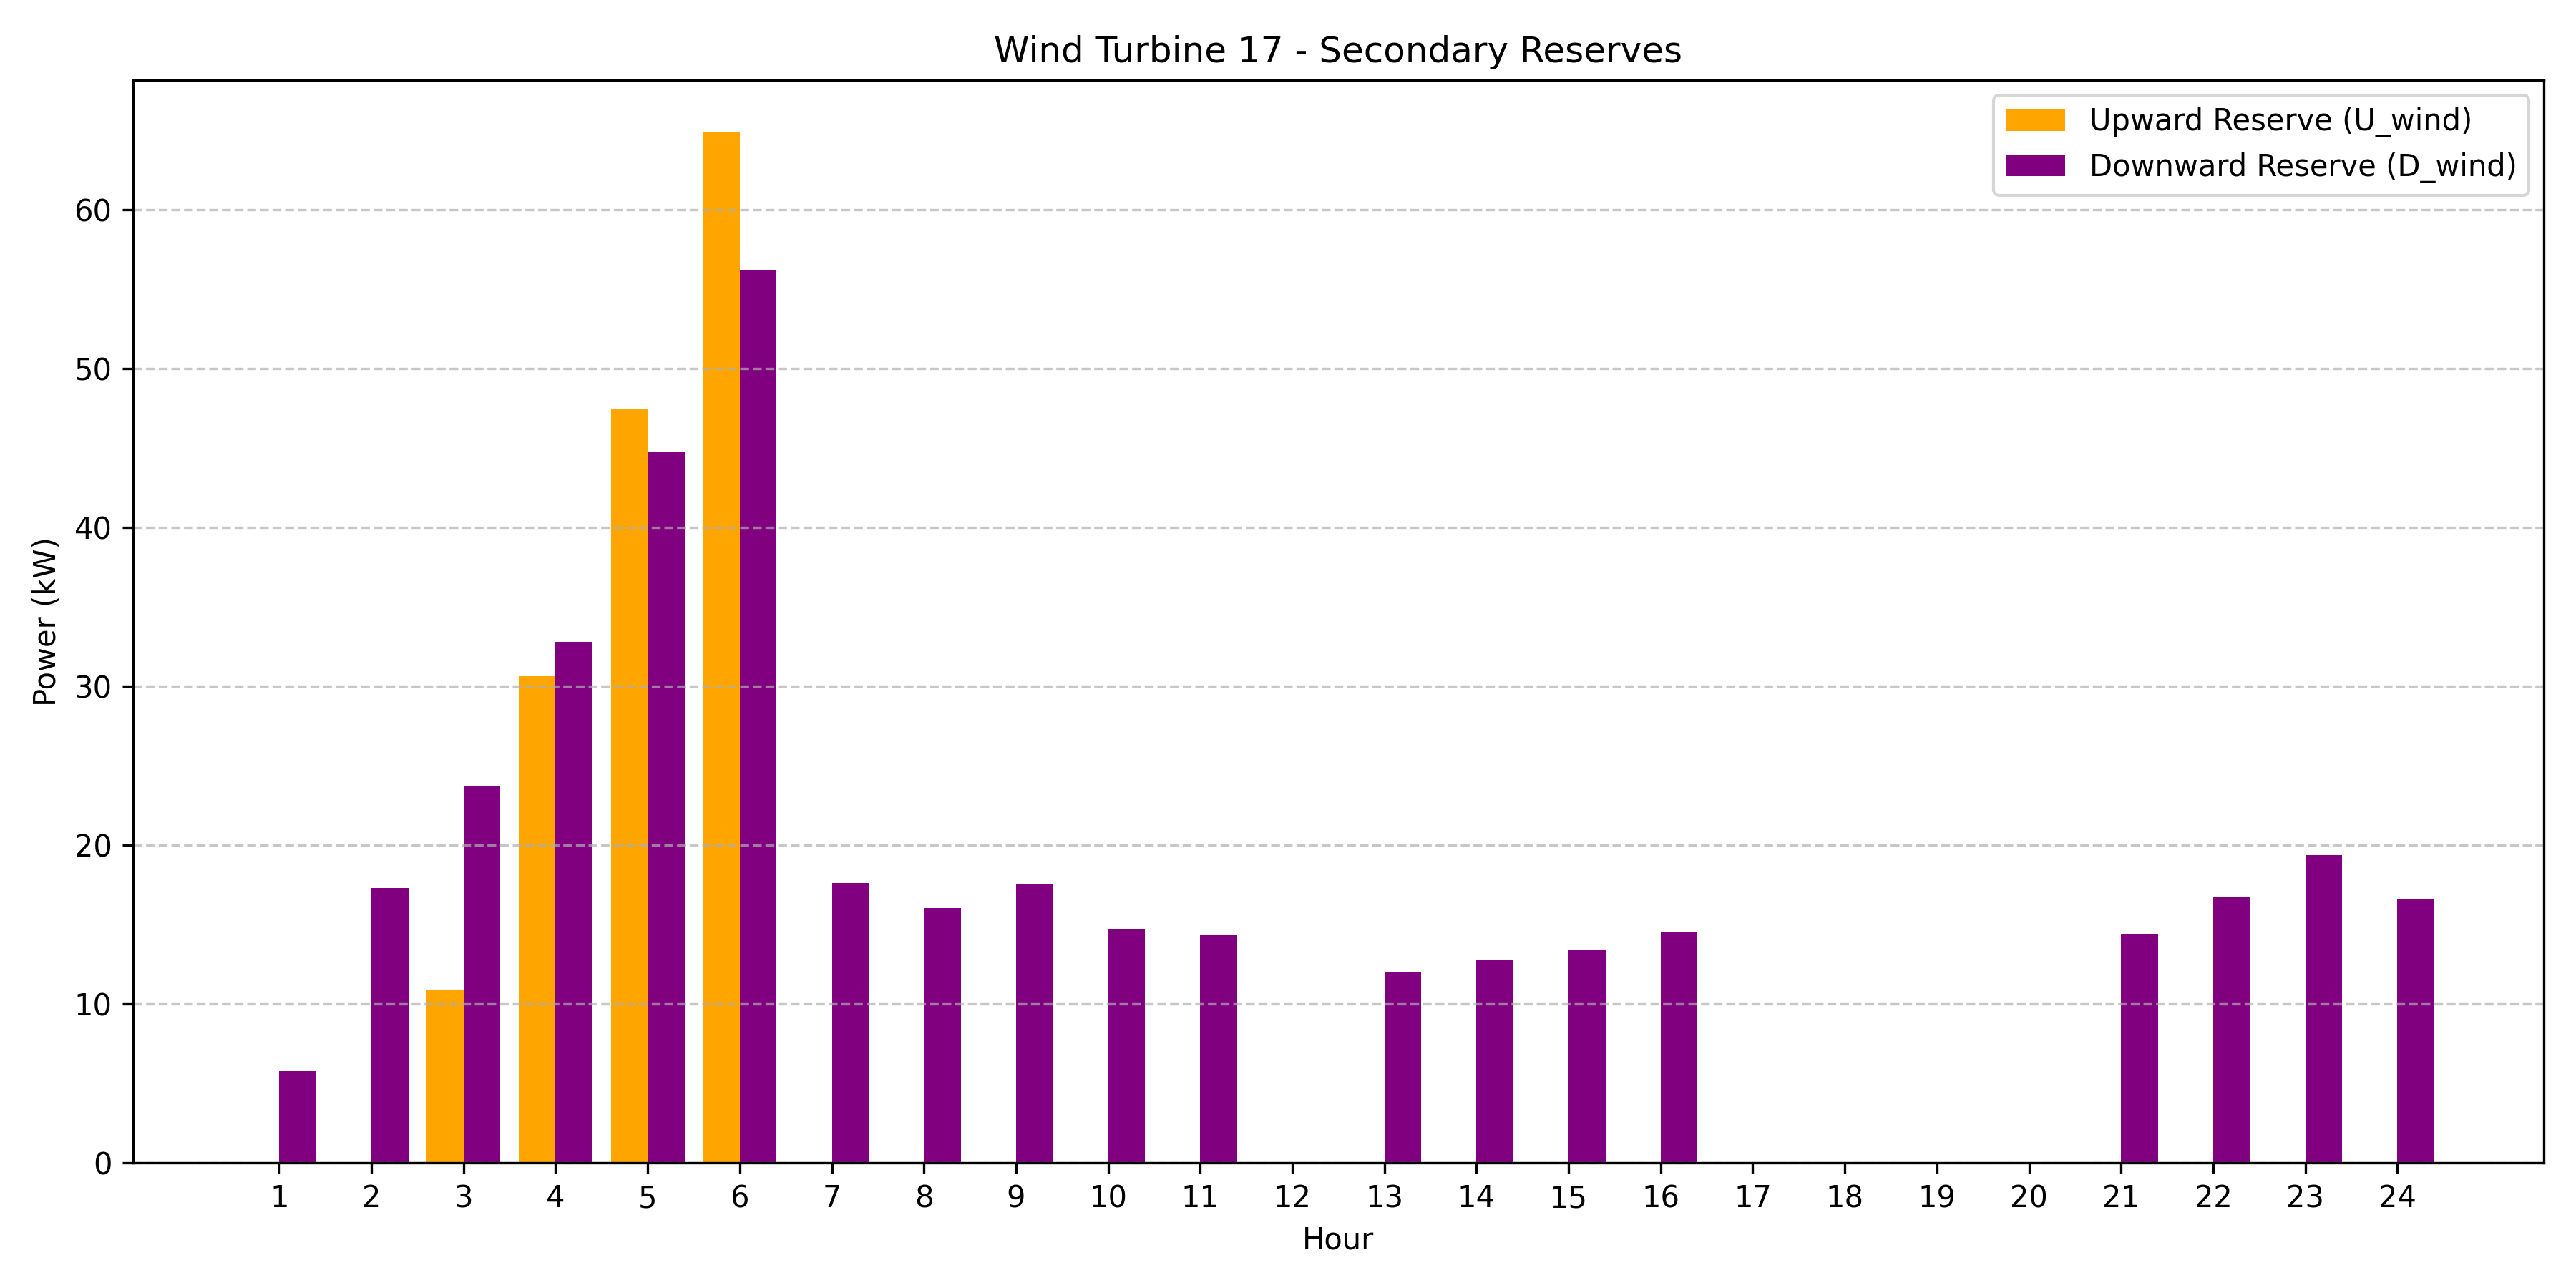 Wind Turbine 17 - Secondary Reserves
Upward Reserve (U_wind)
Downward Reserve (D_wind)
Power (kW)
60
50
40
30
20
10
0
1 2 3 4 5 6 7 8 9 10 11 12 13 14 15 16 17 18 19 20 21 22 23 24
Hour